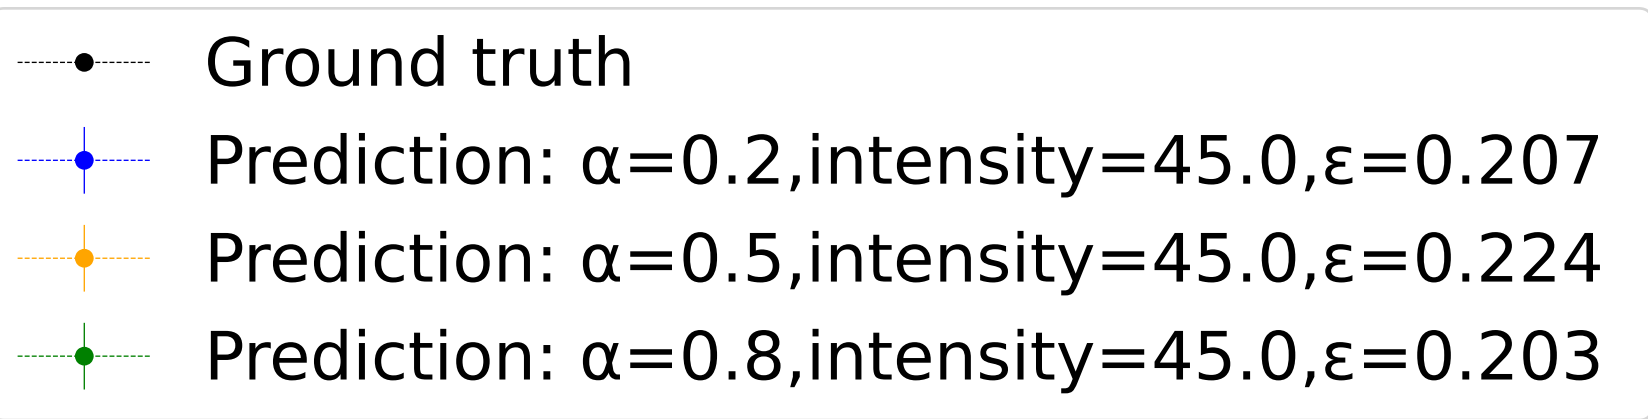 Ground truth
Prediction: α=0.2,intensity=45.0,ε=0.207
Prediction: α=0.5,intensity=45.0,ε=0.224
Prediction: α=0.8,intensity=45.0,ε=0.203